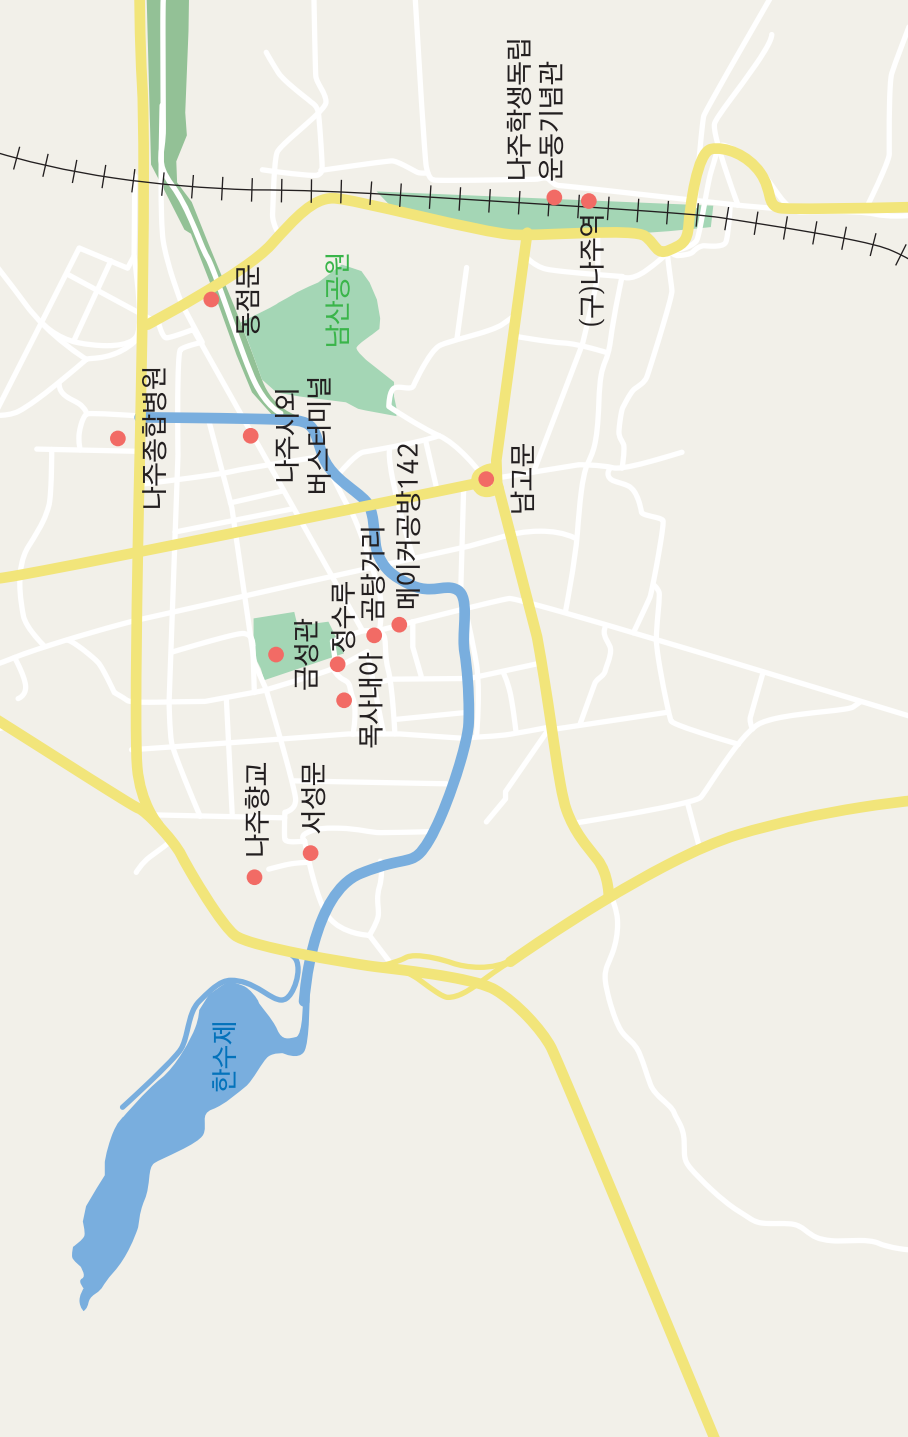 나주종합병원
동점문
나주시외
버스터미널
남산공원
나주학생독립
운동기념관
(구)나주역
남고문
메이커공방142
곰탕거리
정수루
금성관
목사내아
나주향교
서성문
한수제